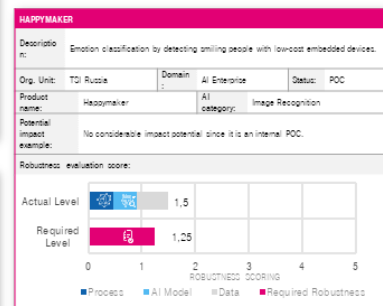 HAPPYMAKER
Descriptio
n:
Emotion classification by detecting smiling people with low-cost embedded devices.
Org. Unit:
TSI Russia
Domain
:
AI Enterprise
Status:
POC
Product
name:
Happymaker
AI
category:
Image Recognition
Potential
impact
example:
No considerable impact potential since it is an internal POC.
Robustness evaluation score:
Actual Level
1,5
Required
Level
1,25
0 1 2 3 4 5
ROBUSTNESS SCORING
Process AI Model Data Required Robustness